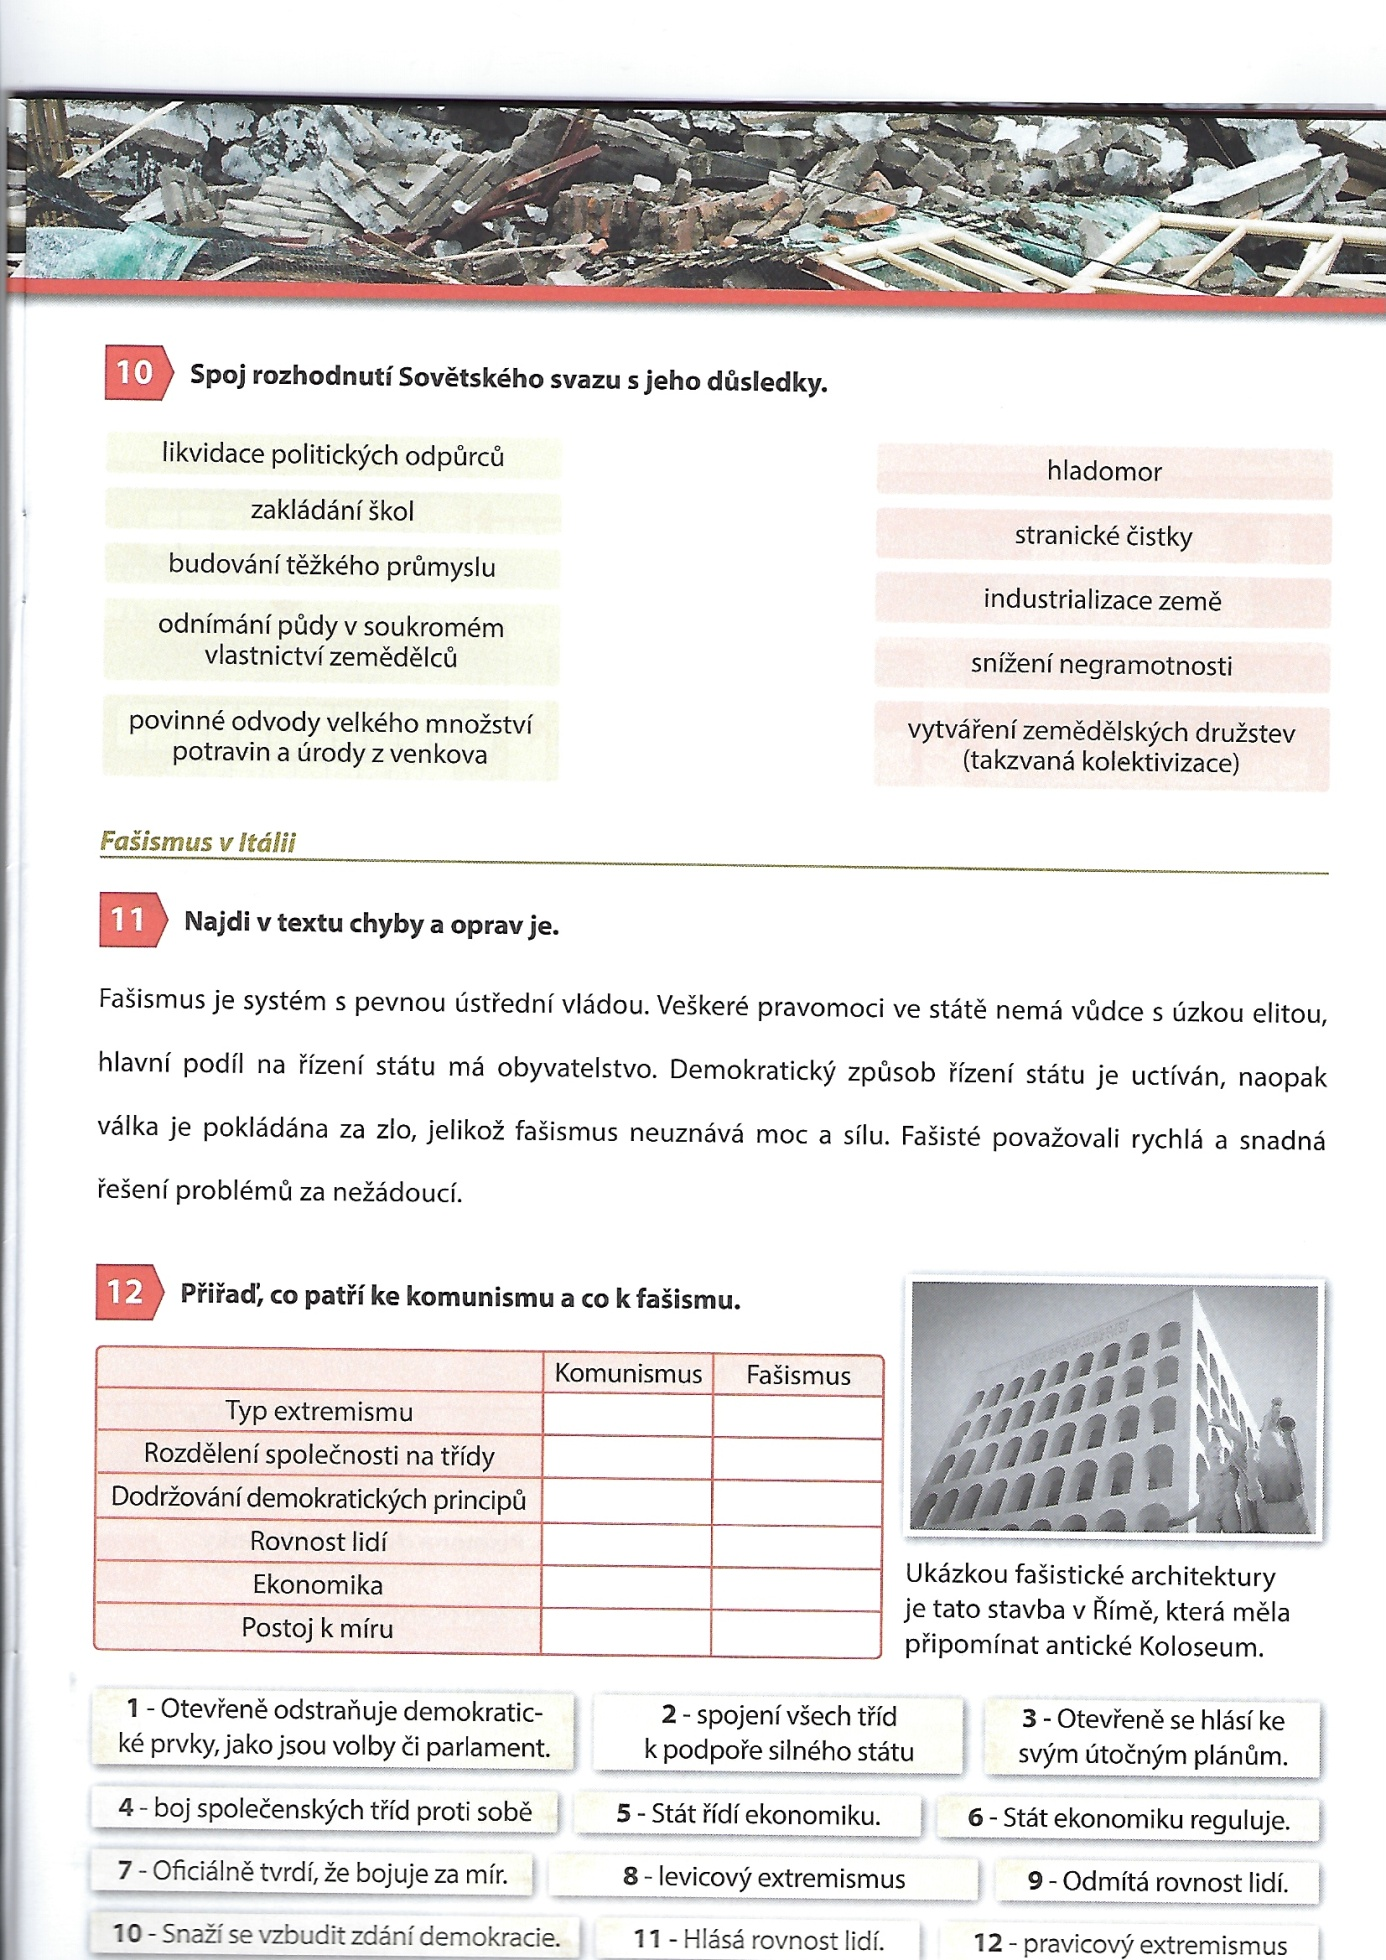 10 Spoj rozhodnutí Sovětského svazu s jeho důsledky.
likvidace politických odpůrců
zakládání škol
budování těžkého průmyslu
odnímání půdy v soukromém
vlastnictví zemědělců
povinné odvody velkého množství
potravin a úrody z venkova
hladomor
stranické čistky
industrializace země
snížení negramotnosti
vytváření zemědělských družstev
(takzvaná kolektivizace)
Fašismus v Itálii
11 Najdi v textu chyby a oprav je.
Fašismus je systém s pevnou ústřední vládou. Veškeré pravomoci ve státě nemá vůdce s úzkou elitou,
hlavní podíl na řízení státu má obyvatelstvo. Demokratický způsob řízení státu je uctíván, naopak
válka je pokládána za zlo, jelikož fašismus neuznává moc a sílu. Fašisté považovali rychlá a snadná
řešení problémů za nežádoucí.
12 Přiřaď, co patří ke komunismu a co k fašismu.
Komunismus Fašismus
Typ extremismu
Rozdělení společnosti na třídy
Dodržování demokratických principů
Rovnost lidí
Ekonomika
Postoj k míru
Ukázkou fašistické architektury
je tato stavba v Římě, která měla
připomínat antické Koloseum.
1 - Otevřeně odstraňuje demokratic-
ké prvky, jako jsou volby či parlament.
2 - spojení všech tříd
k podpoře silného státu
3 - Otevřeně se hlásí ke
svým útočným plánům.
4 - boj společenských tříd proti sobě
5 - Stát řídí ekonomiku.
6 - Stát ekonomiku reguluje.
7 - Oficiálně tvrdí, že bojuje za mír.
8 - levicový extremismus
9 - Odmítá rovnost lidí.
10 - Snaží se vzbudit zdání demokracie.
11 - Hlásá rovnost lidí.
12 - pravicový extremismus